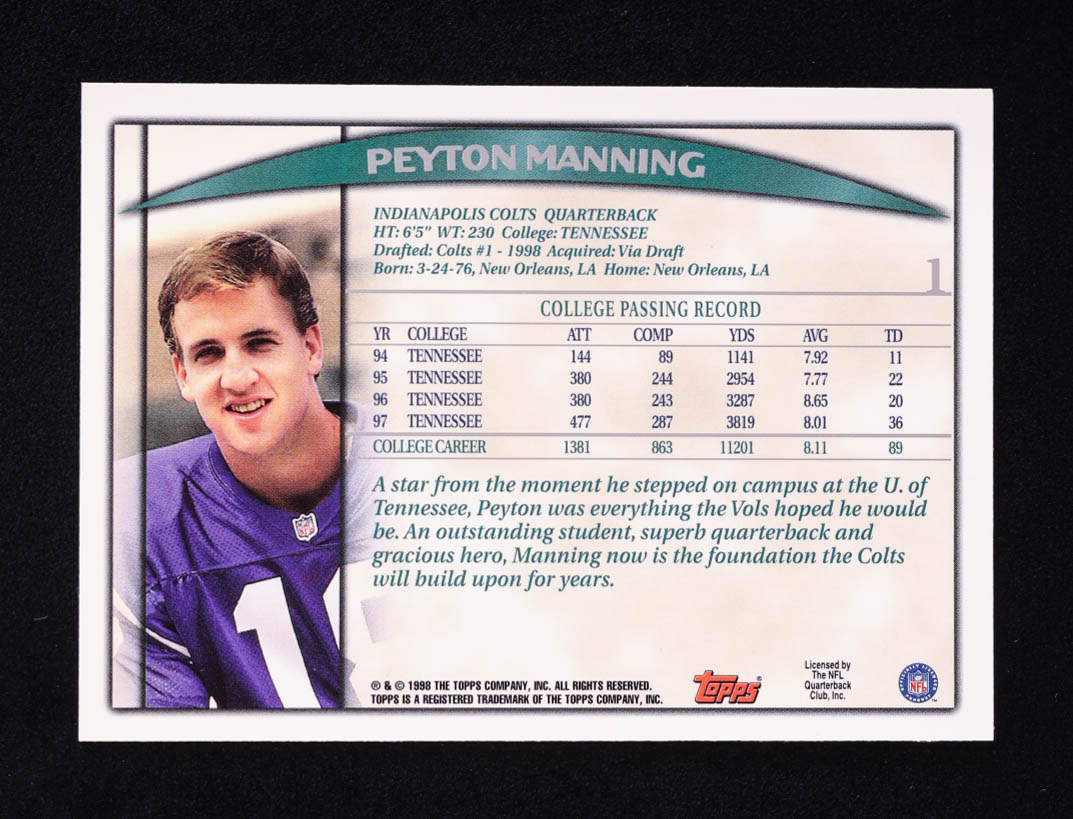 PEYTON MANNING
INDIANAPOLIS COLTS QUARTERBACK
HT: 6'5" WT: 230 College: TENNESSEE
Drafted: Colts #1 - 1998 Acquired: Via Draft
Born: 3-24-76, New Orleans, LA Home: New Orleans, LA
1
COLLEGE PASSING RECORD
YR COLLEGE ATT COMP YDS AVG TD
94 TENNESSEE 144 89 1141 7.92 11
95 TENNESSEE 380 244 2954 7.77 22
96 TENNESSEE 380 243 3287 8.65 20
97 TENNESSEE 477 287 3819 8.01 36
COLLEGE CAREER 1381 863 11201 8.11 89
A star from the moment he stepped on campus at the U. of
Tennessee, Peyton was everything the Vols hoped he would
be. An outstanding student, superb quarterback and
gracious hero, Manning now is the foundation the Colts
will build upon for years.
NFL
1
® & © 1998 THE TOPPS COMPANY, INC. ALL RIGHTS RESERVED.
TOPPS IS A REGISTERED TRADEMARK OF THE TOPPS COMPANY, INC.
Topps®
Licensed by
The NFL
Quarterback
Club, Inc.
NFL
™